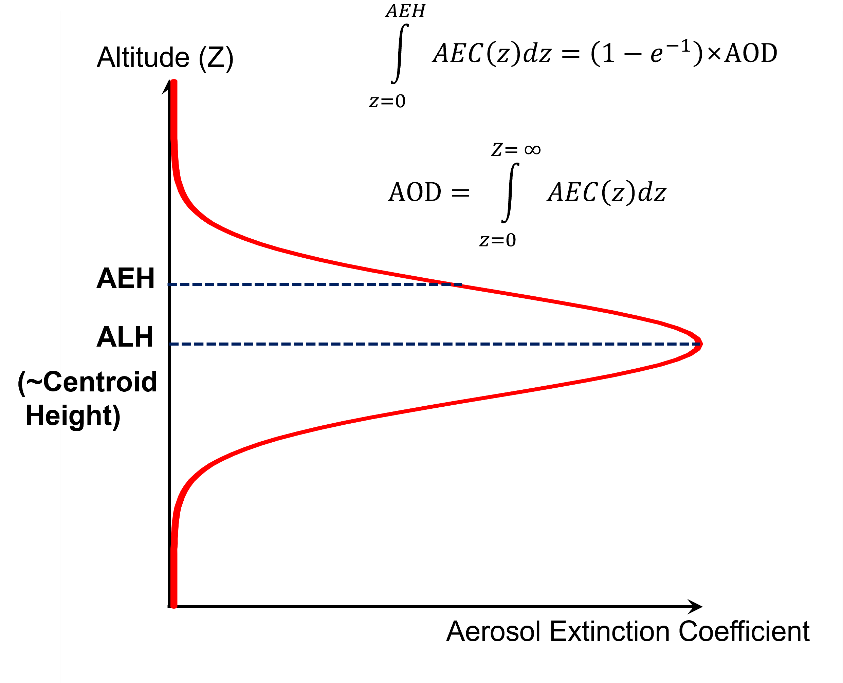 Altitude (Z)
∫_{z=0}^{AEH} AEC(z)dz = (1 − e⁻¹)×AOD
AOD = ∫_{z=0}^{Z=∞} AEC(z)dz
AEH
ALH
(~Centroid
Height)
Aerosol Extinction Coefficient